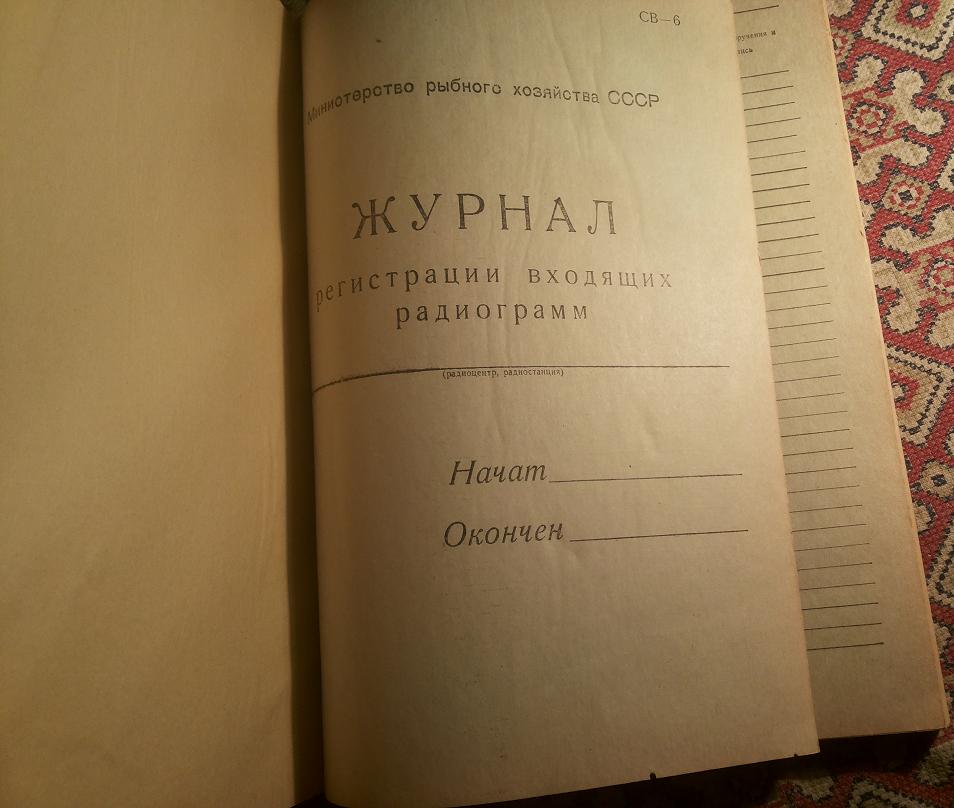 СВ—6
Министерство рыбного хозяйства СССР
ЖУРНАЛ
регистрации входящих
радиограмм
(радиоцентр, радиостанция)
Начат
Окончен